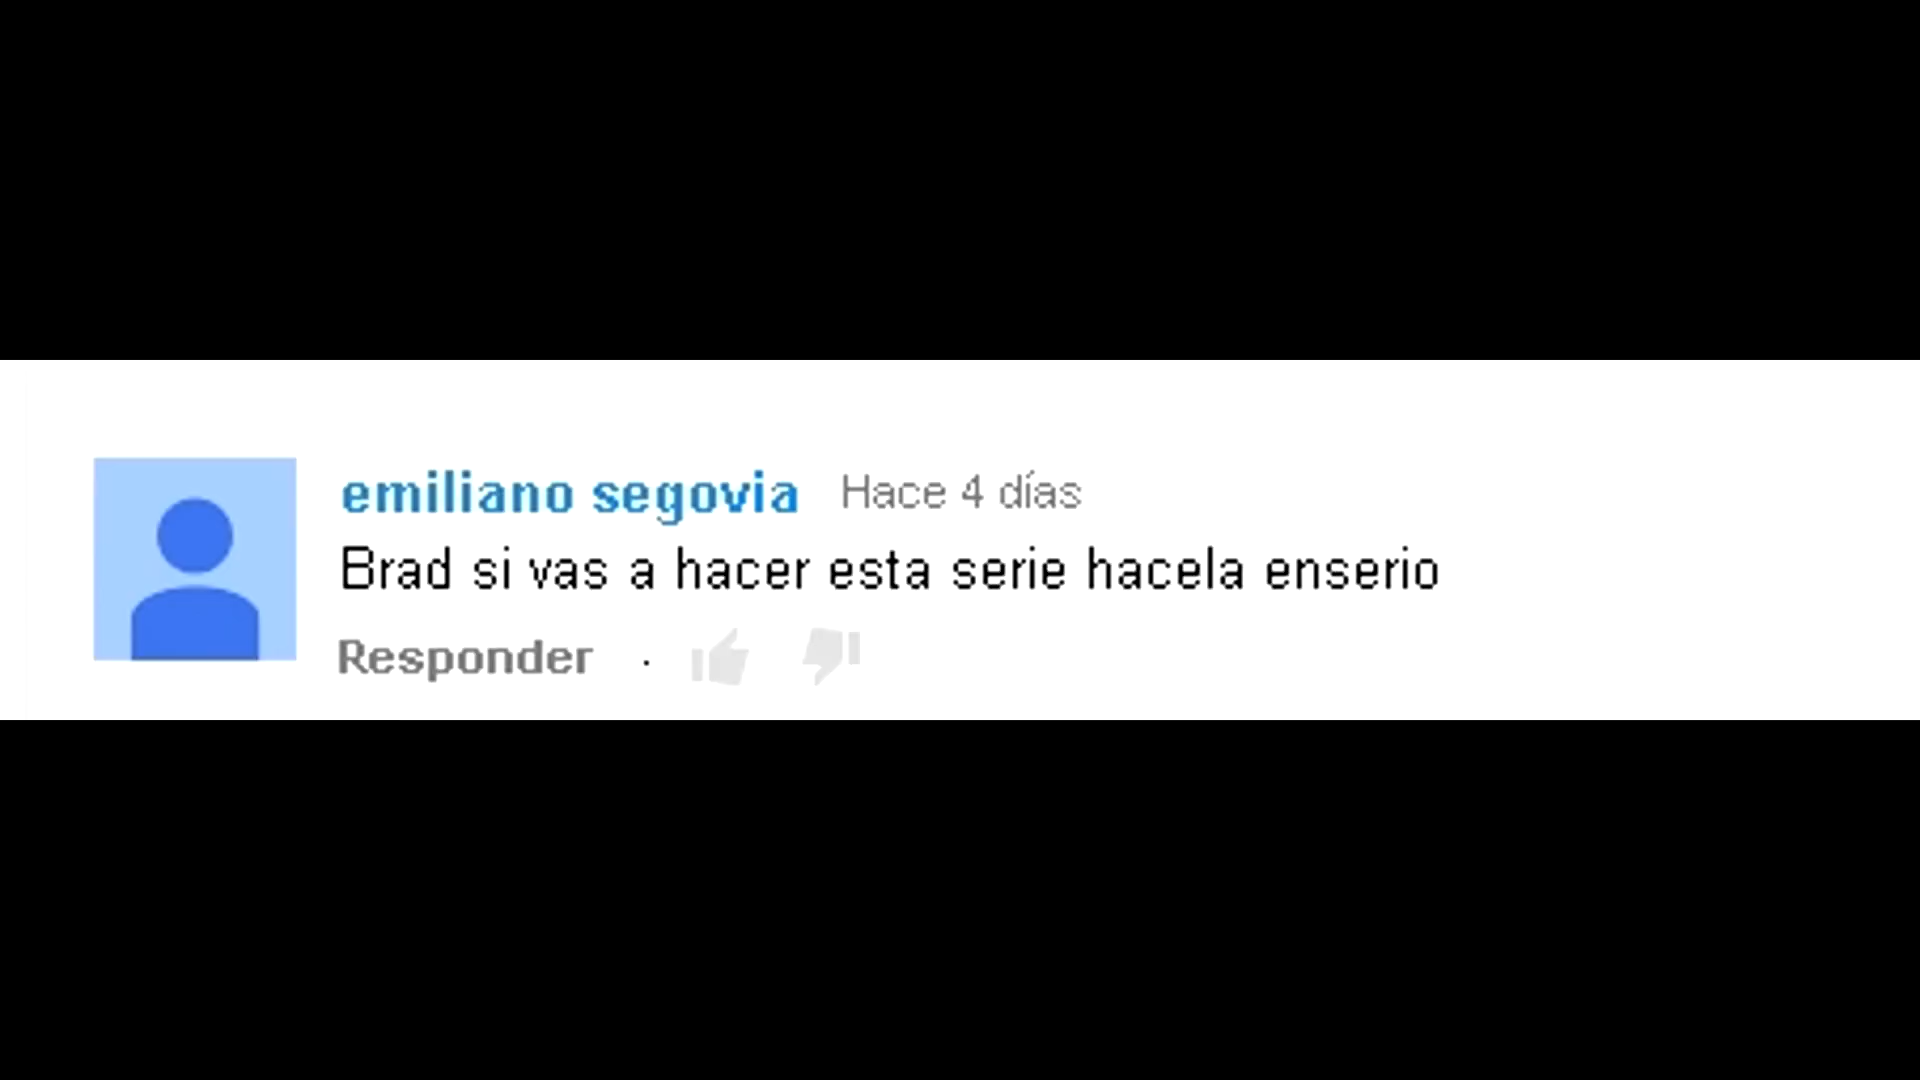 emiliano segovia Hace 4 días
Brad si vas a hacer esta serie hacela enserio
Responder ·